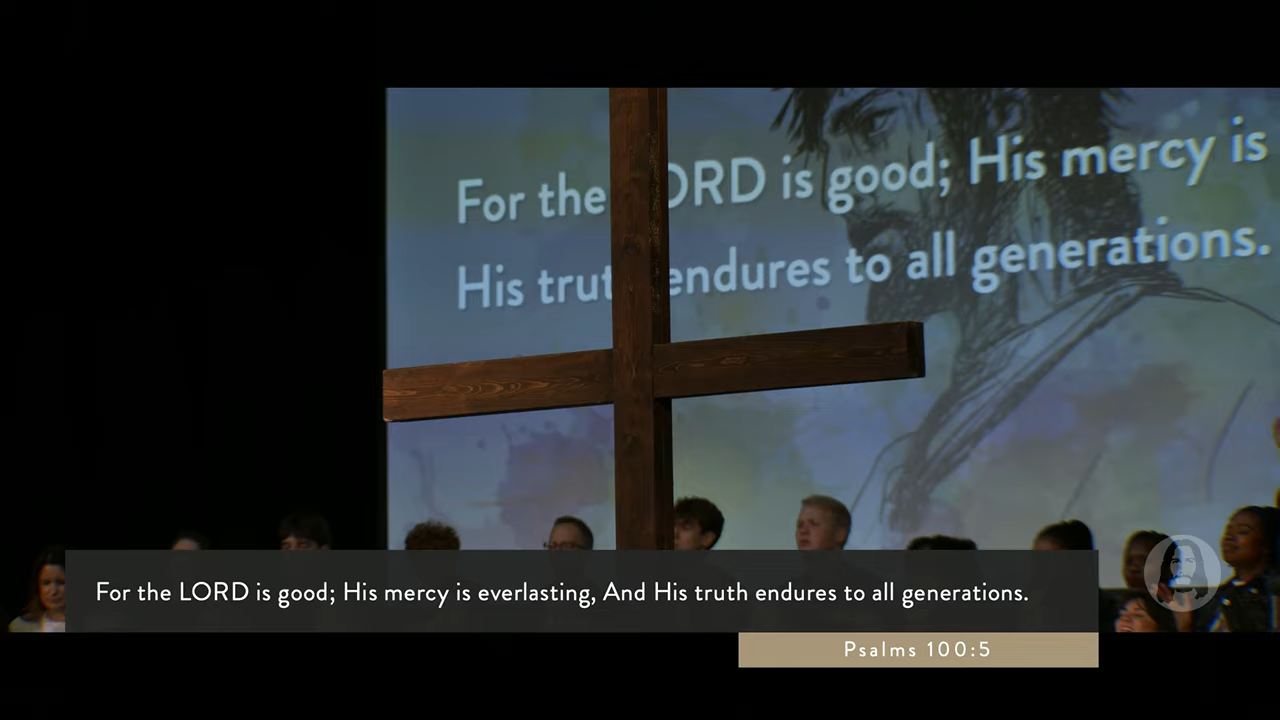 For the ORD is good; His mercy is
His trut endures to all generations.
For the LORD is good; His mercy is everlasting, And His truth endures to all generations.
Psalms 100:5